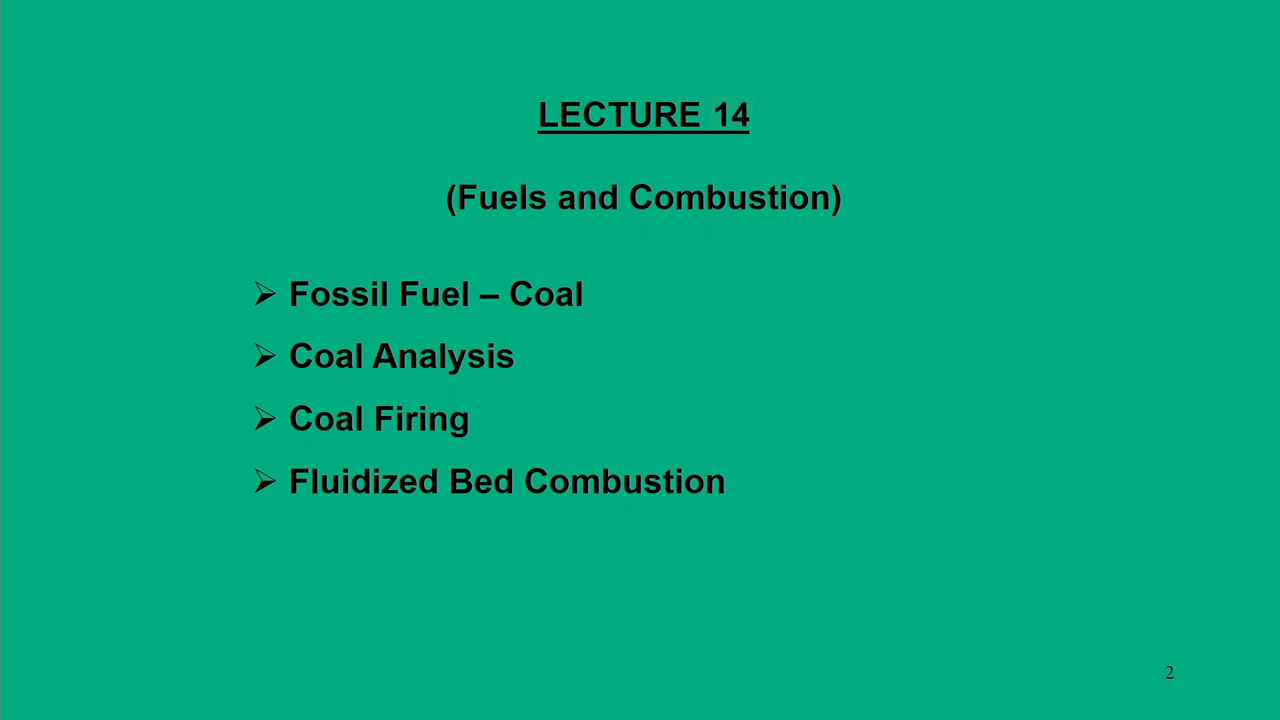 LECTURE 14
(Fuels and Combustion)
➢ Fossil Fuel – Coal
➢ Coal Analysis
➢ Coal Firing
➢ Fluidized Bed Combustion
2